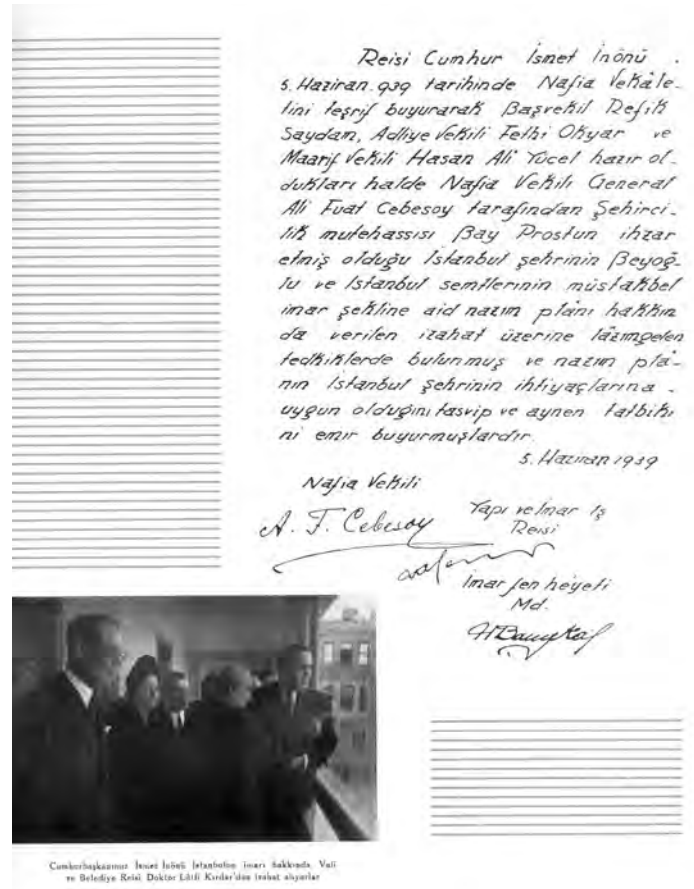 Reisi Cumhur İsmet İnönü .
5.Haziran.939 tarihinde Nafia Vekâle-
tini teşrif buyurarak Başvekil Refik
Saydam, Adliye Vekili Fethi Okyar ve
Maarif Vekili Hasan Ali Yücel hazır ol-
dukları halde Nafia Vekili General
Ali Fuat Cebesoy tarafından Şehirci-
lik mutehassısı Bay Prostun ihzar
etmiş olduğu İstanbul şehrinin Beyoğ-
lu ve İstanbul semtlerinin müstakbel
imar şekline aid nazım planı hakkın
da verilen izahat üzerine lâzımgelen
tedkiklerde bulunmuş ve nazım plâ-
nın İstanbul şehrinin ihtiyaçlarına -
uygun olduğını tasvip ve aynen tatbikı
ni emir buyurmuşlardır.
5. Haziran 1939
Nafia Vekili
A. F. Cebesoy
Yapı ve İmar İş
Reisi
İmar fen heyeti
Md.
Cumhurbaşkanımız İsmet İnönü İstanbulun imarı hakkında Vali
ve Belediye Reisi Doktor Lûtfi Kırdar'dan izahat alıyorlar